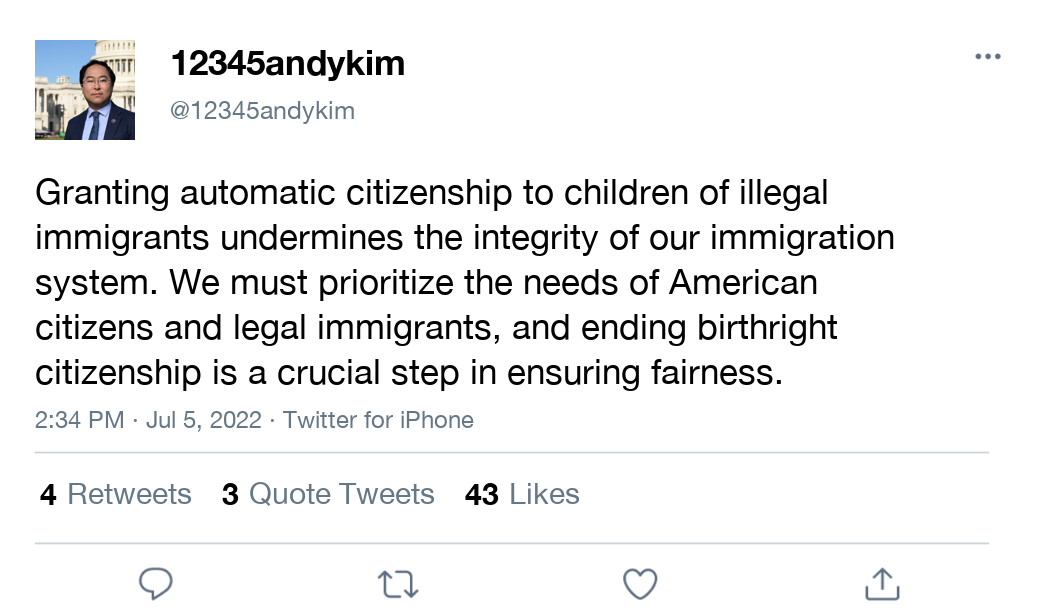 12345andykim
@12345andykim
Granting automatic citizenship to children of illegal
immigrants undermines the integrity of our immigration
system. We must prioritize the needs of American
citizens and legal immigrants, and ending birthright
citizenship is a crucial step in ensuring fairness.
2:34 PM · Jul 5, 2022 · Twitter for iPhone
4 Retweets 3 Quote Tweets 43 Likes